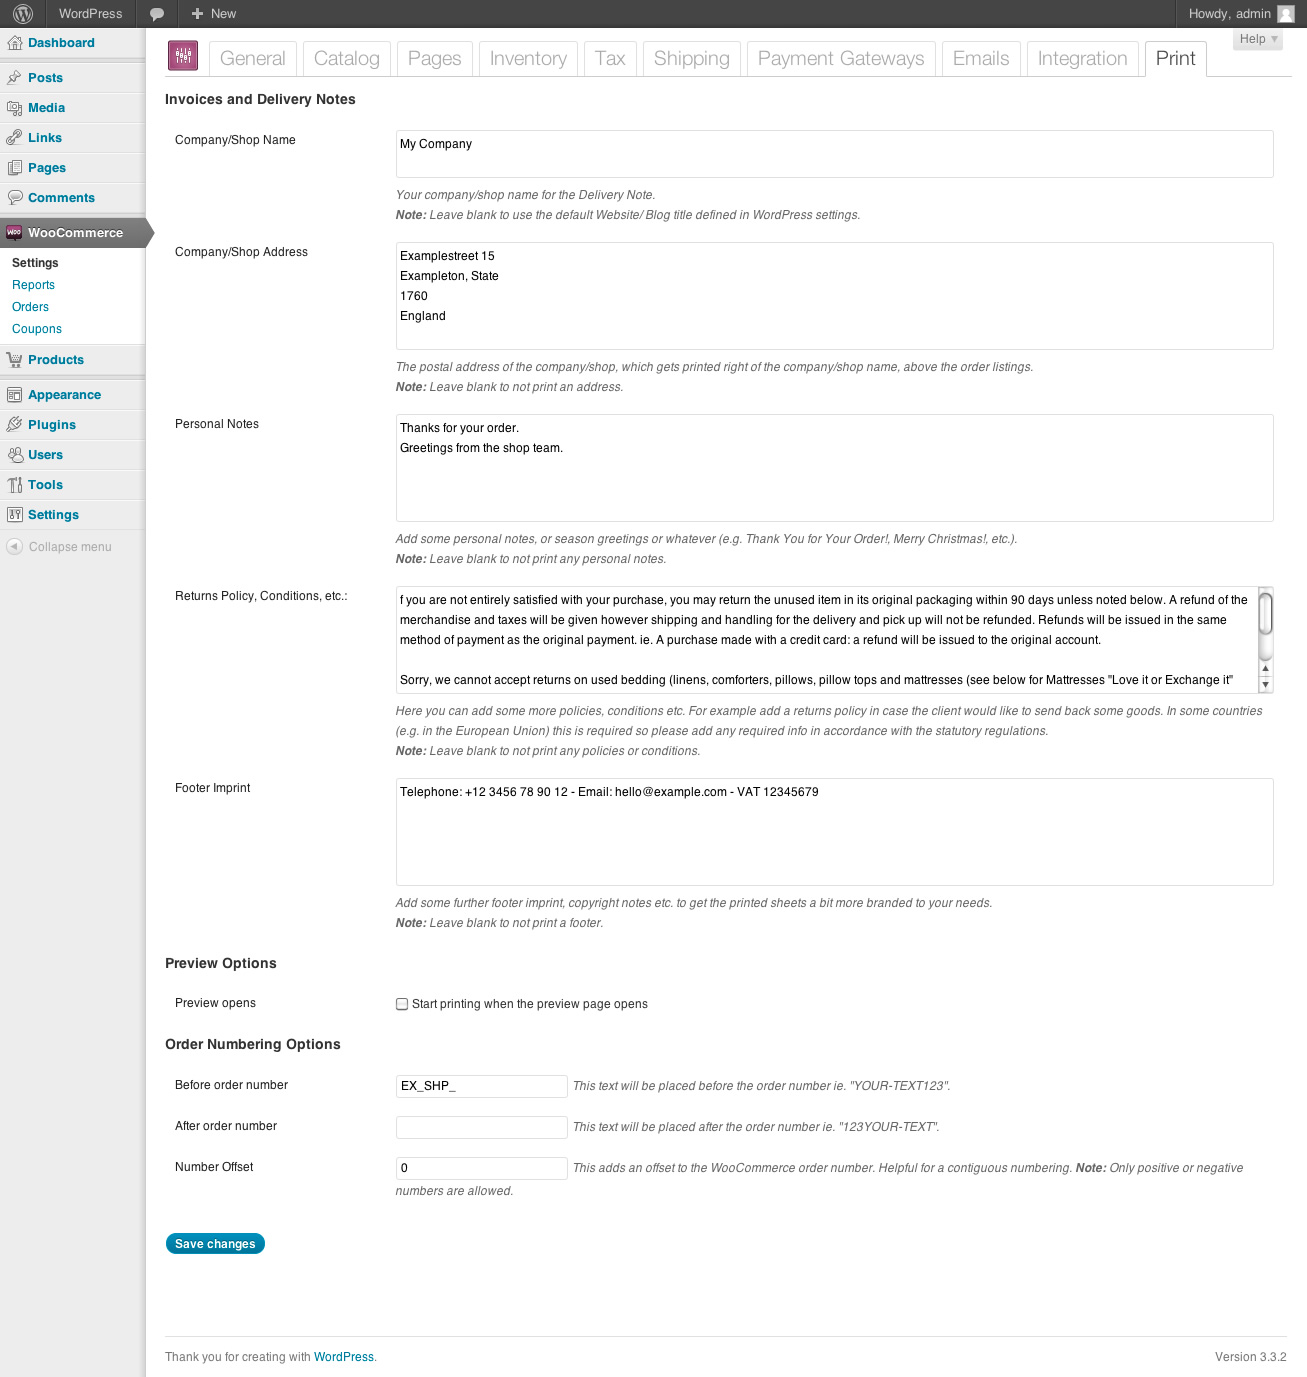 WordPress
New
Howdy, admin
Help
Dashboard
Posts
Media
Links
Pages
Comments
WooCommerce
Settings
Reports
Orders
Coupons
Products
Appearance
Plugins
Users
Tools
Settings
Collapse menu
General
Catalog
Pages
Inventory
Tax
Shipping
Payment Gateways
Emails
Integration
Print
Invoices and Delivery Notes
Company/Shop Name
My Company
Your company/shop name for the Delivery Note.
Note: Leave blank to use the default Website/ Blog title defined in WordPress settings.
Company/Shop Address
Examplestreet 15
Exampleton, State
1760
England
The postal address of the company/shop, which gets printed right of the company/shop name, above the order listings.
Note: Leave blank to not print an address.
Personal Notes
Thanks for your order.
Greetings from the shop team.
Add some personal notes, or season greetings or whatever (e.g. Thank You for Your Order!, Merry Christmas!, etc.).
Note: Leave blank to not print any personal notes.
Returns Policy, Conditions, etc.:
f you are not entirely satisfied with your purchase, you may return the unused item in its original packaging within 90 days unless noted below. A refund of the
merchandise and taxes will be given however shipping and handling for the delivery and pick up will not be refunded. Refunds will be issued in the same
method of payment as the original payment. ie. A purchase made with a credit card: a refund will be issued to the original account.
Sorry, we cannot accept returns on used bedding (linens, comforters, pillows, pillow tops and mattresses (see below for Mattresses "Love it or Exchange it"
Here you can add some more policies, conditions etc. For example add a returns policy in case the client would like to send back some goods. In some countries
(e.g. in the European Union) this is required so please add any required info in accordance with the statutory regulations.
Note: Leave blank to not print any policies or conditions.
Footer Imprint
Telephone: +12 3456 78 90 12 - Email: hello@example.com - VAT 12345679
Add some further footer imprint, copyright notes etc. to get the printed sheets a bit more branded to your needs.
Note: Leave blank to not print a footer.
Preview Options
Preview opens
Start printing when the preview page opens
Order Numbering Options
Before order number
EX_SHP_
This text will be placed before the order number ie. "YOUR-TEXT123".
After order number
This text will be placed after the order number ie. "123YOUR-TEXT".
Number Offset
0
This adds an offset to the WooCommerce order number. Helpful for a contiguous numbering. Note: Only positive or negative
numbers are allowed.
Save changes
Thank you for creating with WordPress.
Version 3.3.2